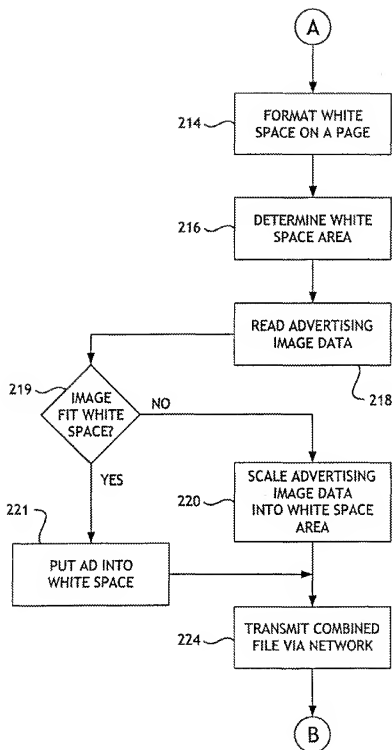 A
214
FORMAT WHITE
SPACE ON A PAGE
216
DETERMINE WHITE
SPACE AREA
READ ADVERTISING
IMAGE DATA
218
219
IMAGE
FIT WHITE
SPACE?
NO
YES
220
SCALE ADVERTISING
IMAGE DATA
INTO WHITE SPACE
AREA
221
PUT AD INTO
WHITE SPACE
224
TRANSMIT COMBINED
FILE VIA NETWORK
B